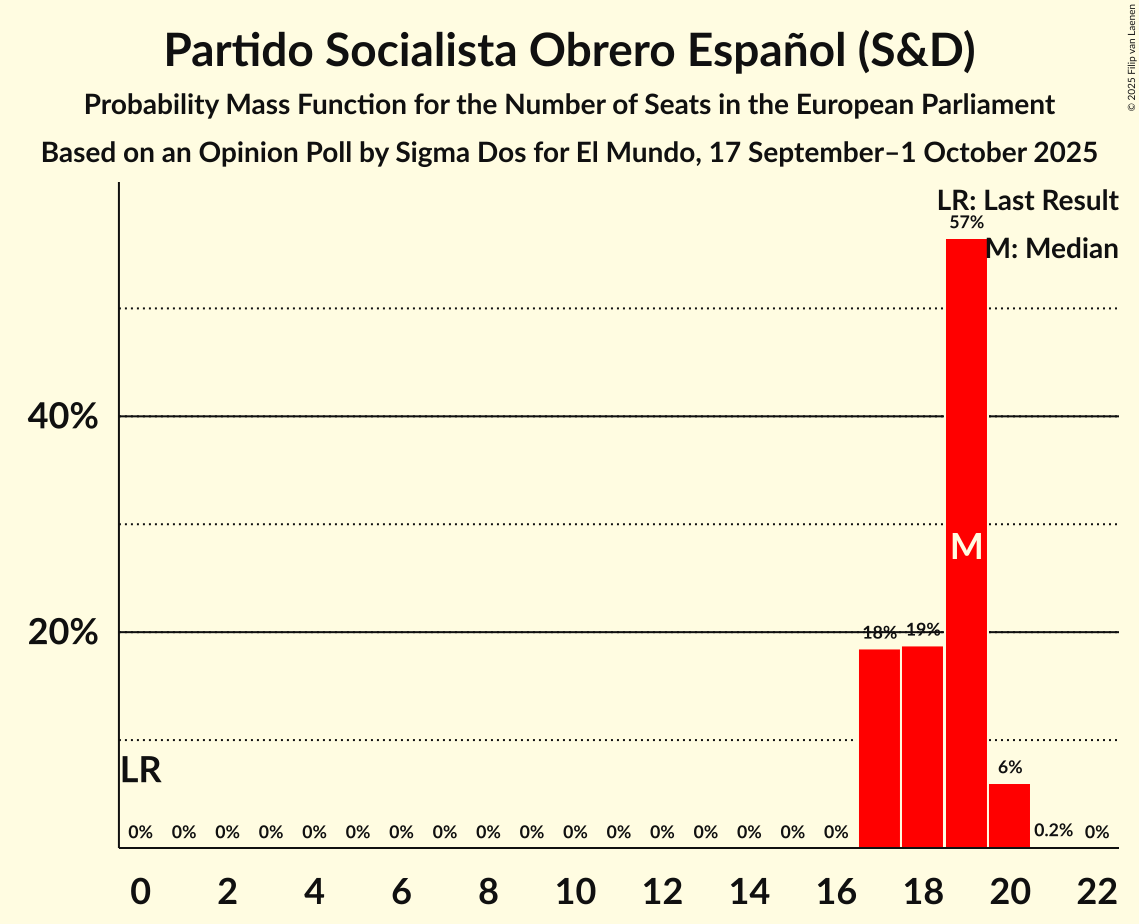 Partido Socialista Obrero Español (S&D)
Probability Mass Function for the Number of Seats in the European Parliament
Based on an Opinion Poll by Sigma Dos for El Mundo, 17 September–1 October 2025
© 2025 Filip van Laenen
LR: Last Result
57%
M: Median
40%
M
20%
18% 19%
LR
6%
0% 0% 0% 0% 0% 0% 0% 0% 0% 0% 0% 0% 0% 0% 0% 0% 0% 0.2% 0%
0 2 4 6 8 10 12 14 16 18 20 22